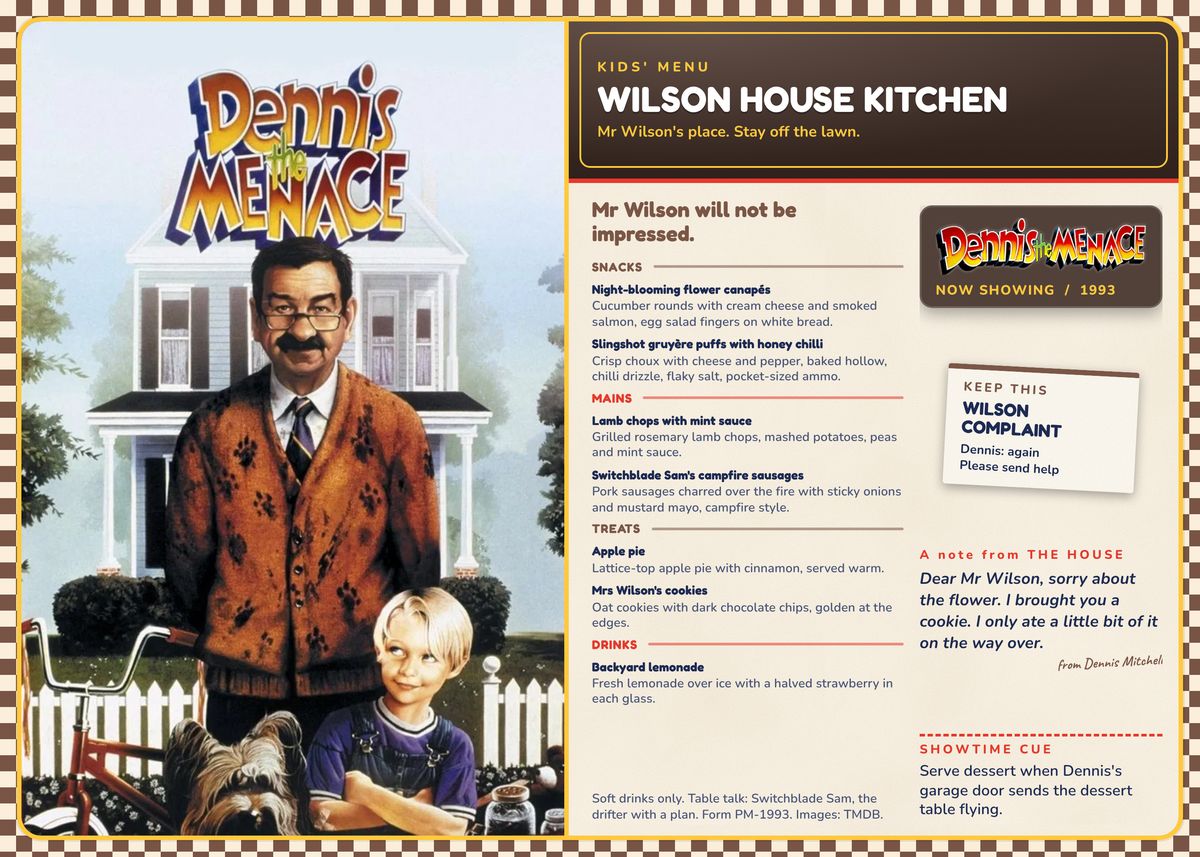 Dennis
the
MENACE
KIDS' MENU
WILSON HOUSE KITCHEN
Mr Wilson's place. Stay off the lawn.
Mr Wilson will not be
impressed.
SNACKS
Night-blooming flower canapés
Cucumber rounds with cream cheese and smoked
salmon, egg salad fingers on white bread.
Slingshot gruyère puffs with honey chilli
Crisp choux with cheese and pepper, baked hollow,
chilli drizzle, flaky salt, pocket-sized ammo.
MAINS
Lamb chops with mint sauce
Grilled rosemary lamb chops, mashed potatoes, peas
and mint sauce.
Switchblade Sam's campfire sausages
Pork sausages charred over the fire with sticky onions
and mustard mayo, campfire style.
TREATS
Apple pie
Lattice-top apple pie with cinnamon, served warm.
Mrs Wilson's cookies
Oat cookies with dark chocolate chips, golden at the
edges.
DRINKS
Backyard lemonade
Fresh lemonade over ice with a halved strawberry in
each glass.
Soft drinks only. Table talk: Switchblade Sam, the
drifter with a plan. Form PM-1993. Images: TMDB.
Dennis the MENACE
NOW SHOWING / 1993
KEEP THIS
WILSON
COMPLAINT
Dennis: again
Please send help
A note from THE HOUSE
Dear Mr Wilson, sorry about
the flower. I brought you a
cookie. I only ate a little bit of it
on the way over.
from Dennis Mitchell
SHOWTIME CUE
Serve dessert when Dennis's
garage door sends the dessert
table flying.